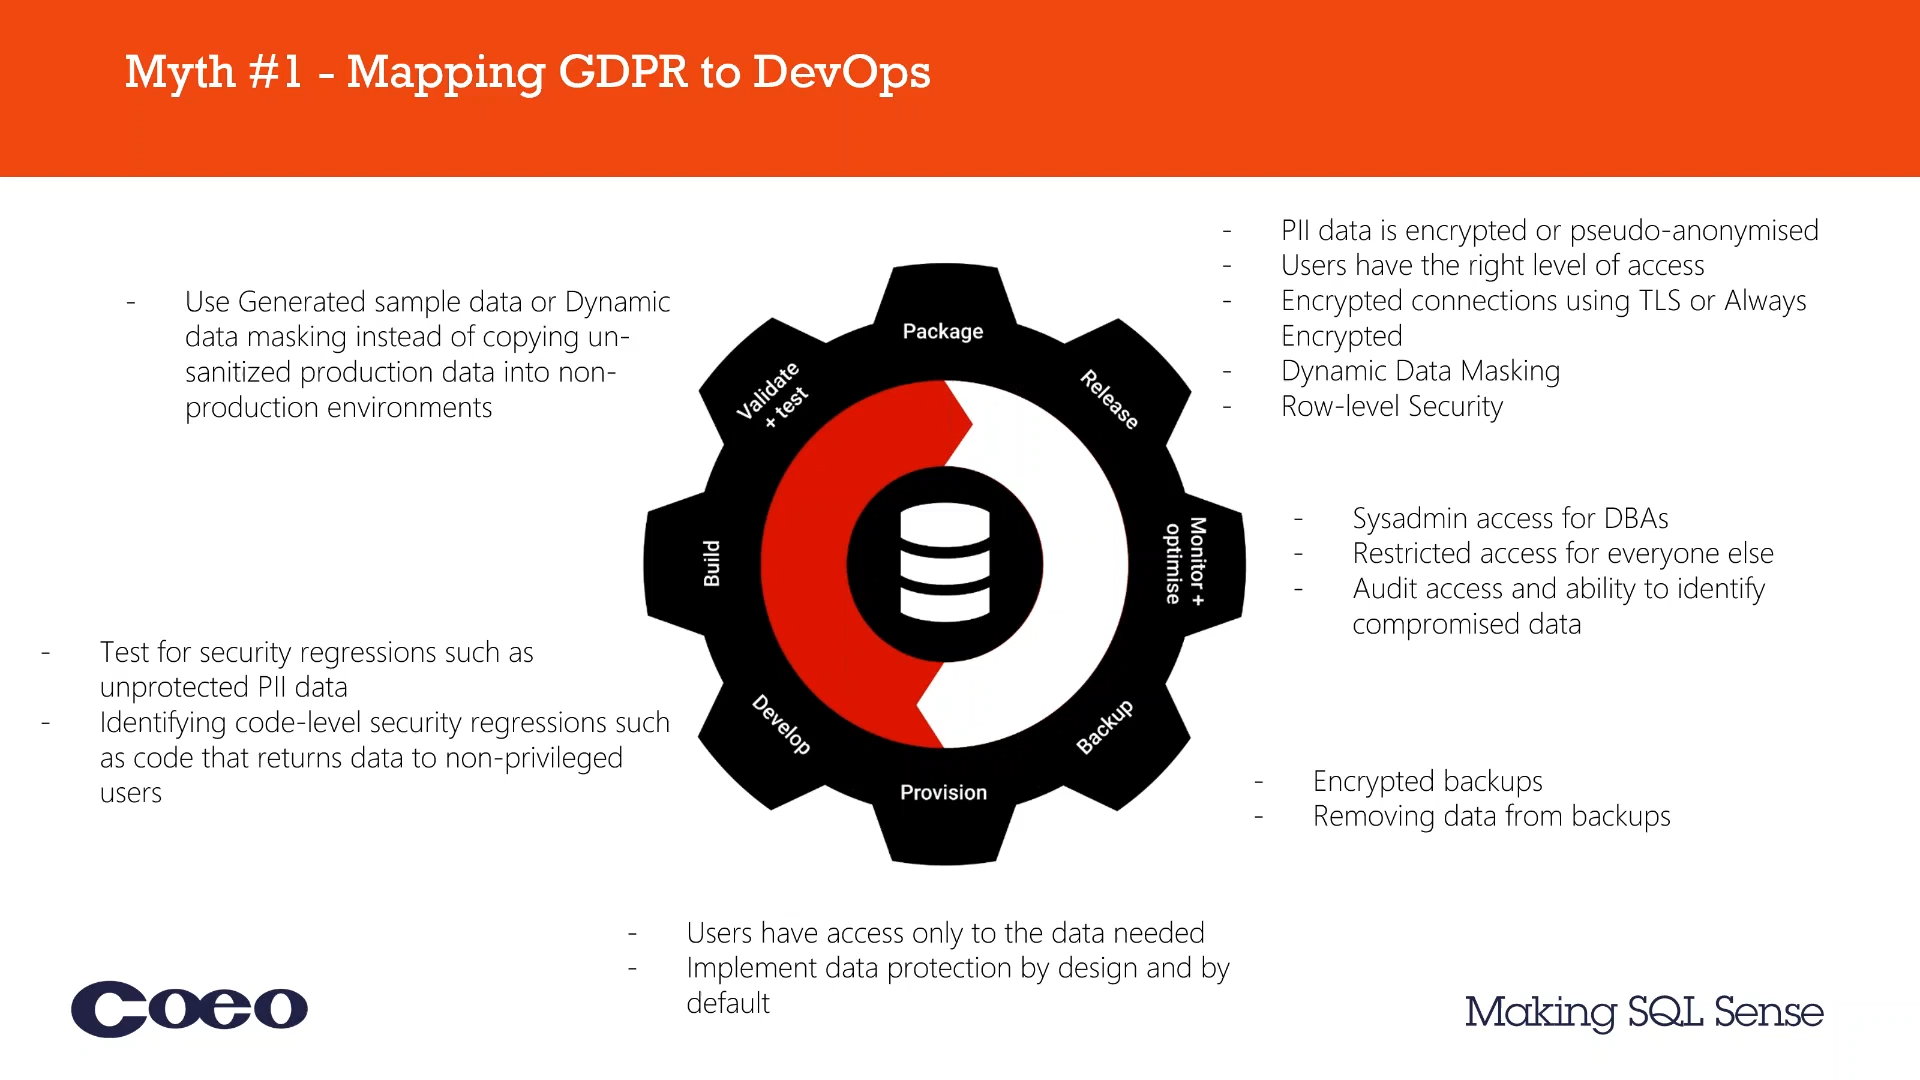 Myth #1 - Mapping GDPR to DevOps
- Use Generated sample data or Dynamic
data masking instead of copying un-
sanitized production data into non-
production environments
- Test for security regressions such as
unprotected PII data
- Identifying code-level security regressions such
as code that returns data to non-privileged
users
Package
Release
Monitor +
optimise
Backup
Provision
Develop
Build
Validate
+ test
- PII data is encrypted or pseudo-anonymised
- Users have the right level of access
- Encrypted connections using TLS or Always
Encrypted
- Dynamic Data Masking
- Row-level Security
- Sysadmin access for DBAs
- Restricted access for everyone else
- Audit access and ability to identify
compromised data
- Encrypted backups
- Removing data from backups
- Users have access only to the data needed
- Implement data protection by design and by
default
Coeo
Making SQL Sense